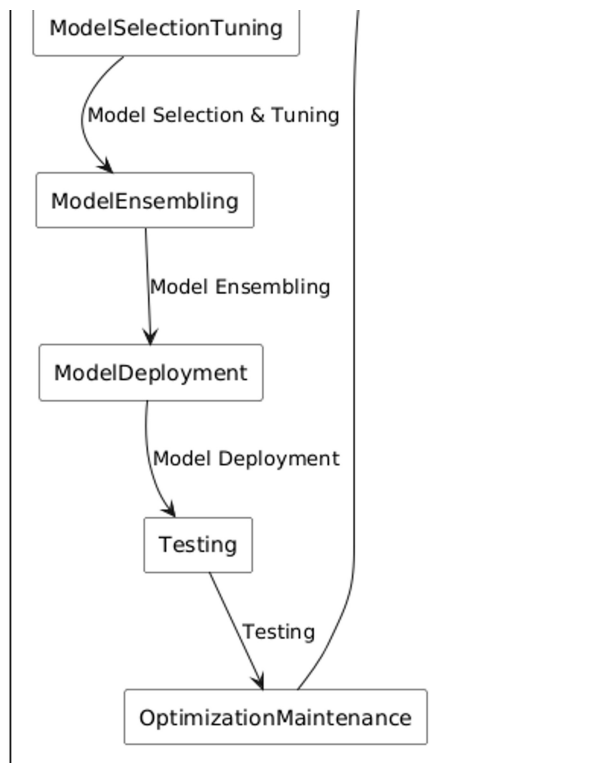 ModelSelectionTuning
Model Selection & Tuning
ModelEnsembling
Model Ensembling
ModelDeployment
Model Deployment
Testing
Testing
OptimizationMaintenance